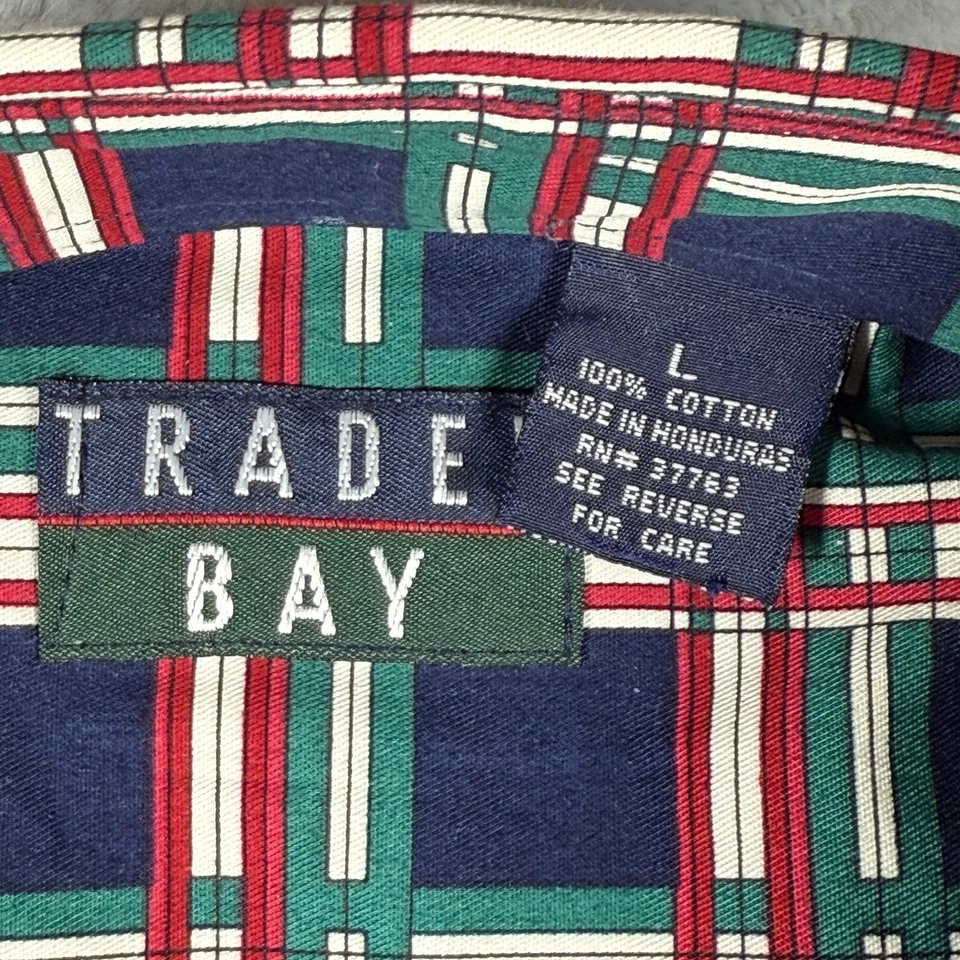 TRADE
BAY
L
100% COTTON
MADE IN HONDURAS
RN# 37763
SEE REVERSE
FOR CARE